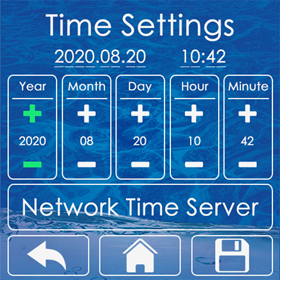 Time Settings
2020.08.20 10:42
Year Month Day Hour Minute
+ + + + +
2020 08 20 10 42
- - - - -
Network Time Server